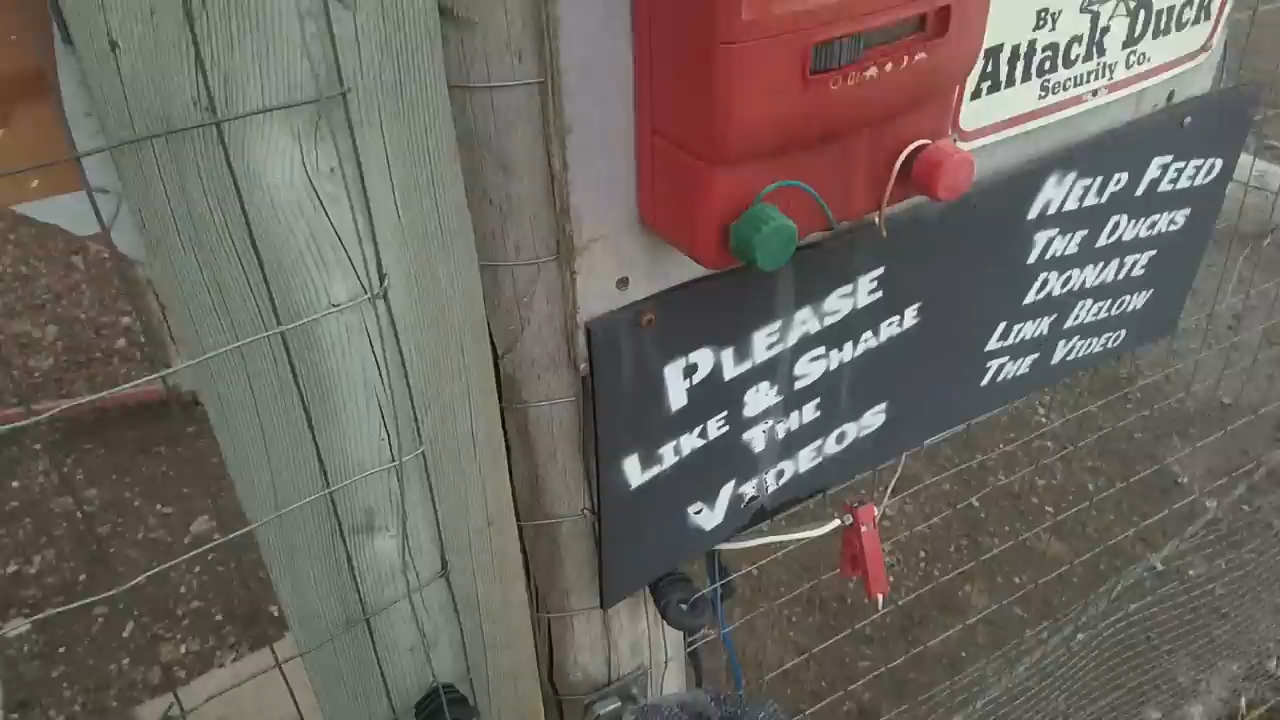 By
Attack Duck
Security Co.
PLEASE
LIKE & SHARE
THE
VIDEOS
HELP FEED
THE DUCKS
DONATE
LINK BELOW
THE VIDEO